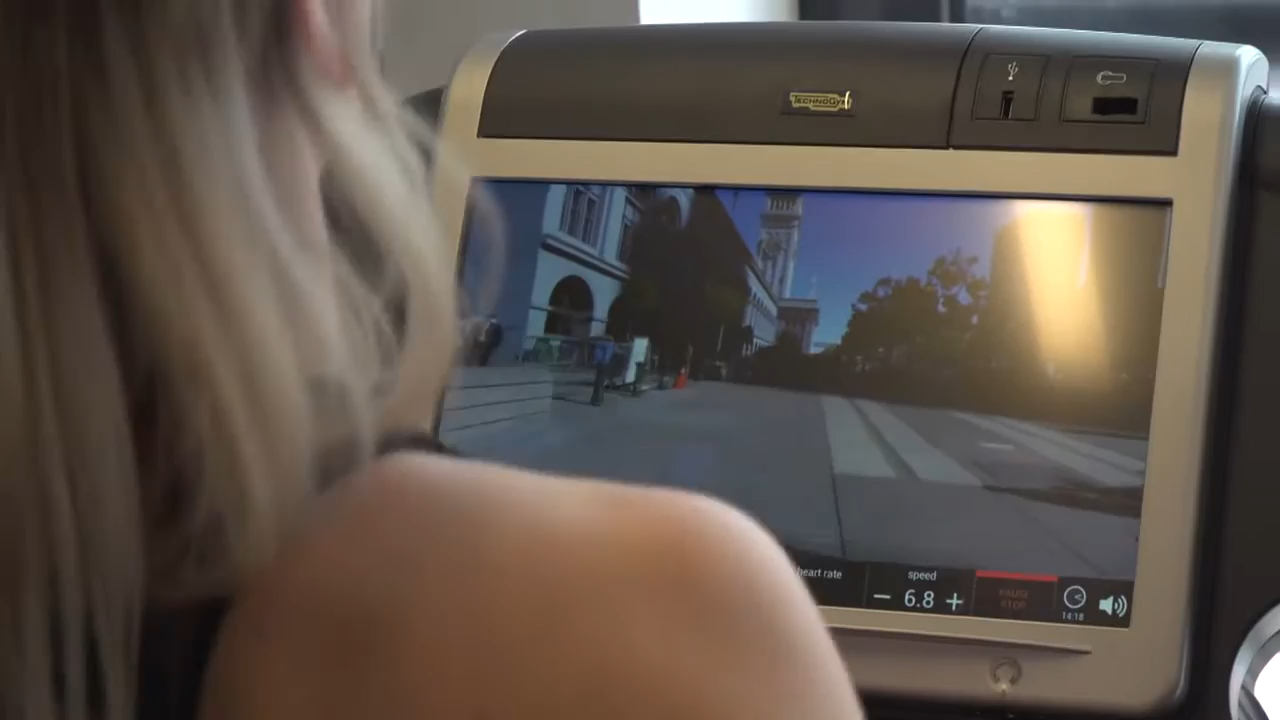 TECHNOGYM
heart rate
speed
− 6.8 +
PAUSE
STOP
14:18